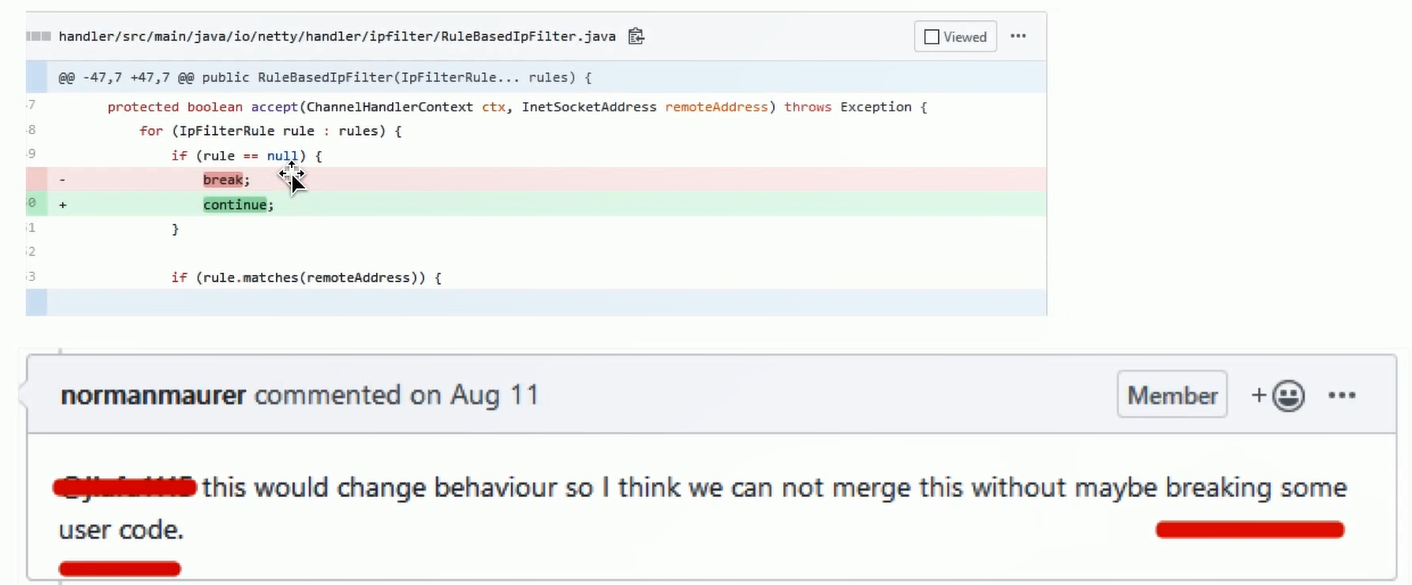 handler/src/main/java/io/netty/handler/ipfilter/RuleBasedIpFilter.java Viewed
@@ -47,7 +47,7 @@ public RuleBasedIpFilter(IpFilterRule... rules) {
7 protected boolean accept(ChannelHandlerContext ctx, InetSocketAddress remoteAddress) throws Exception {
8 for (IpFilterRule rule : rules) {
9 if (rule == null) {
- break;
0 + continue;
1 }
2
3 if (rule.matches(remoteAddress)) {
normanmaurer commented on Aug 11 Member
this would change behaviour so I think we can not merge this without maybe breaking some
user code.